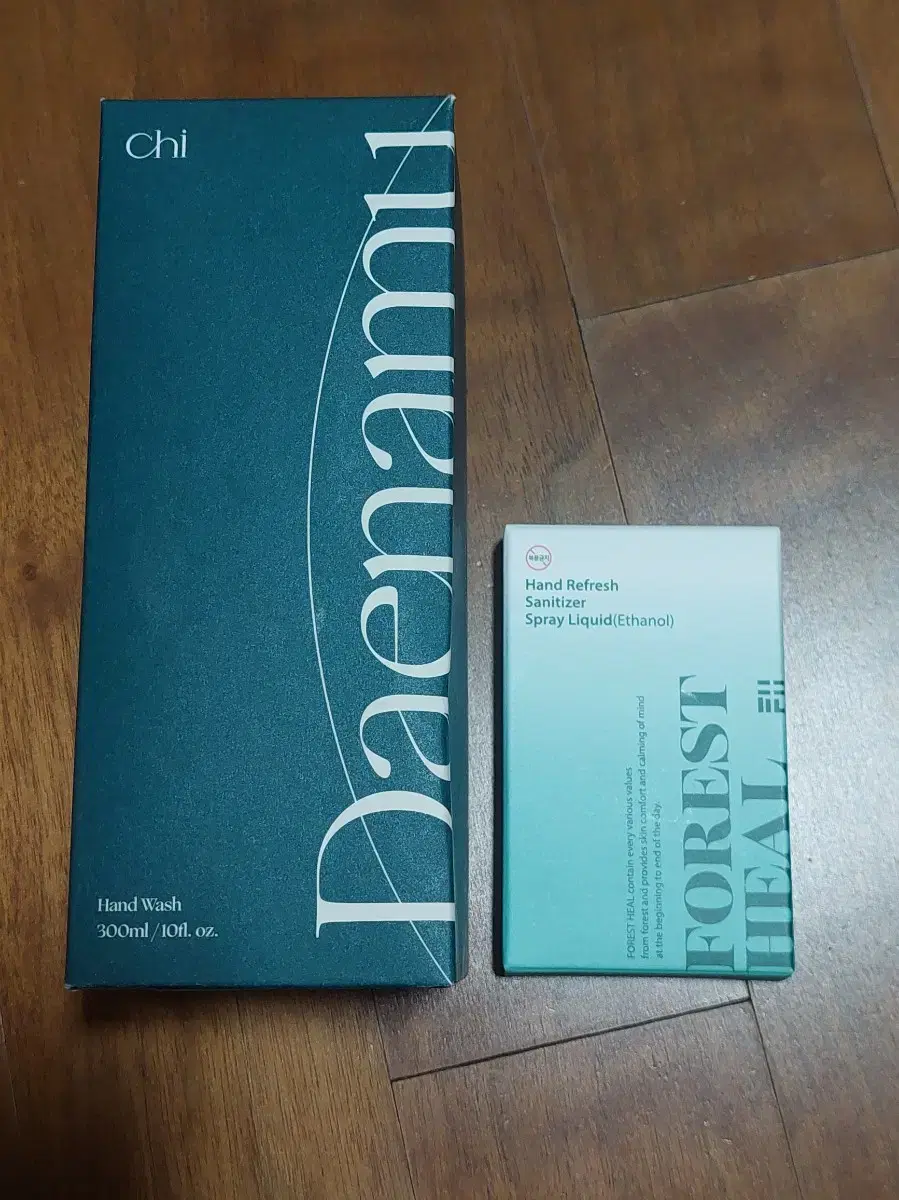 Chi
Daenamu
Hand Wash
300ml / 10fl. oz.
Hand Refresh
Sanitizer
Spray Liquid(Ethanol)
FOREST HEAL contain every various values
from forest and provides skin comfort and calming of mind
at the beginning to end of the day.
FOREST
HEAL